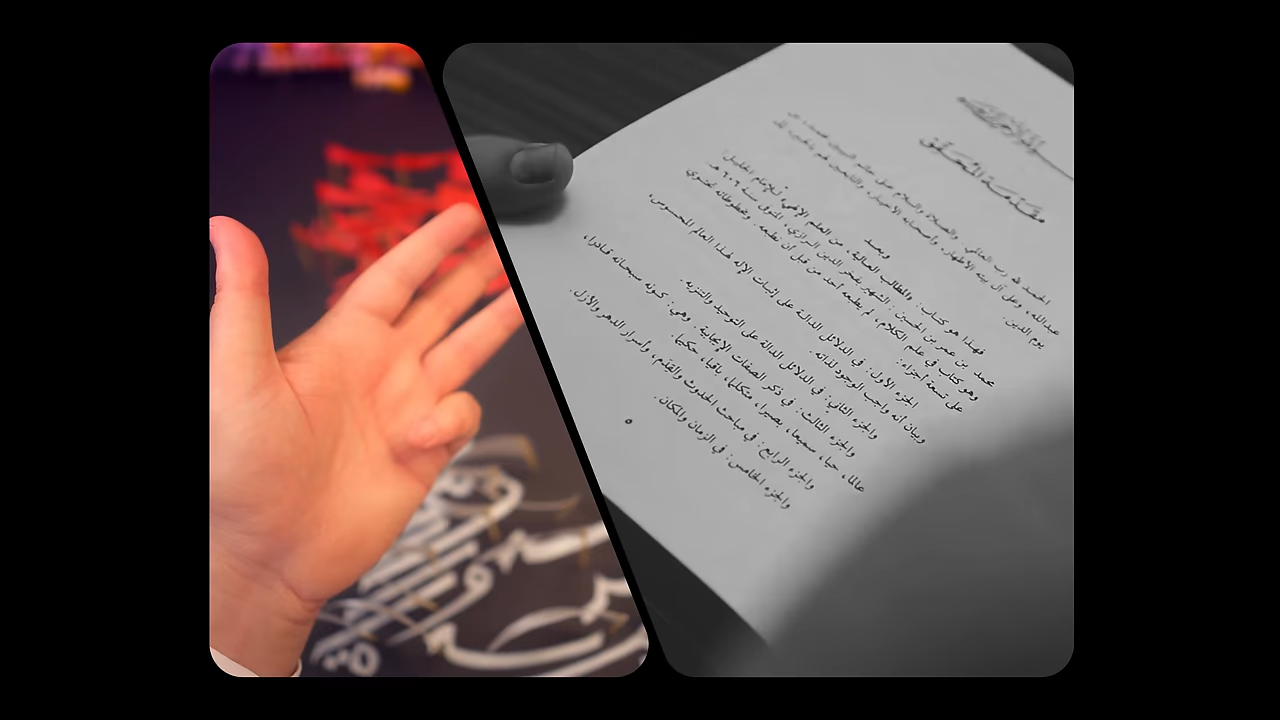 مقدمة المحقق
الحمد لله رب العالمين. والصلاة والسلام على خاتم النبيين
عبدالله، وعلى آل بيته الأطهار، وأصحابه الأخيار، والتابعين لهم بإحسان إلى
يوم الدين.
وبعد
فهذا هو كتاب: «المطالب العالية، من العلم الإلهي» للإمام الجليل:
محمد بن عمر بن الحسين، الشهير بفخر الدين الرازي، المتوفى سنة ٦٠٦ هـ
وهو كتاب في علم الكلام، لم يطبعه أحد من قبل أن نطبعه. ومخطوطاته تحتوي
على تسعة أجزاء:
الجزء الأول: في الدلائل الدالة على إثبات الإله لهذا العالم المحسوس،
وبيان أنه واجب الوجود لذاته.
والجزء الثاني: في الدلائل الدالة على التوحيد والتنزيه.
والجزء الثالث: في ذكر الصفات الإيجابية. وهي: كونه سبحانه قادرا،
عالما، حيا، سميعا، بصيرا، متكلما، باقيا، حكيما.
والجزء الرابع: في مباحث الحدوث والقدم، وأسرار الدهر والأزل.
والجزء الخامس: في الزمان والمكان.
٥